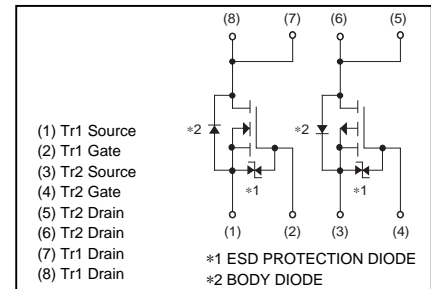 (8) (7) (6) (5)
(1) Tr1 Source
(2) Tr1 Gate
(3) Tr2 Source
(4) Tr2 Gate
(5) Tr2 Drain
(6) Tr2 Drain
(7) Tr1 Drain
(8) Tr1 Drain
∗2 ∗2
∗1 ∗1
(1) (2) (3) (4)
∗1 ESD PROTECTION DIODE
∗2 BODY DIODE